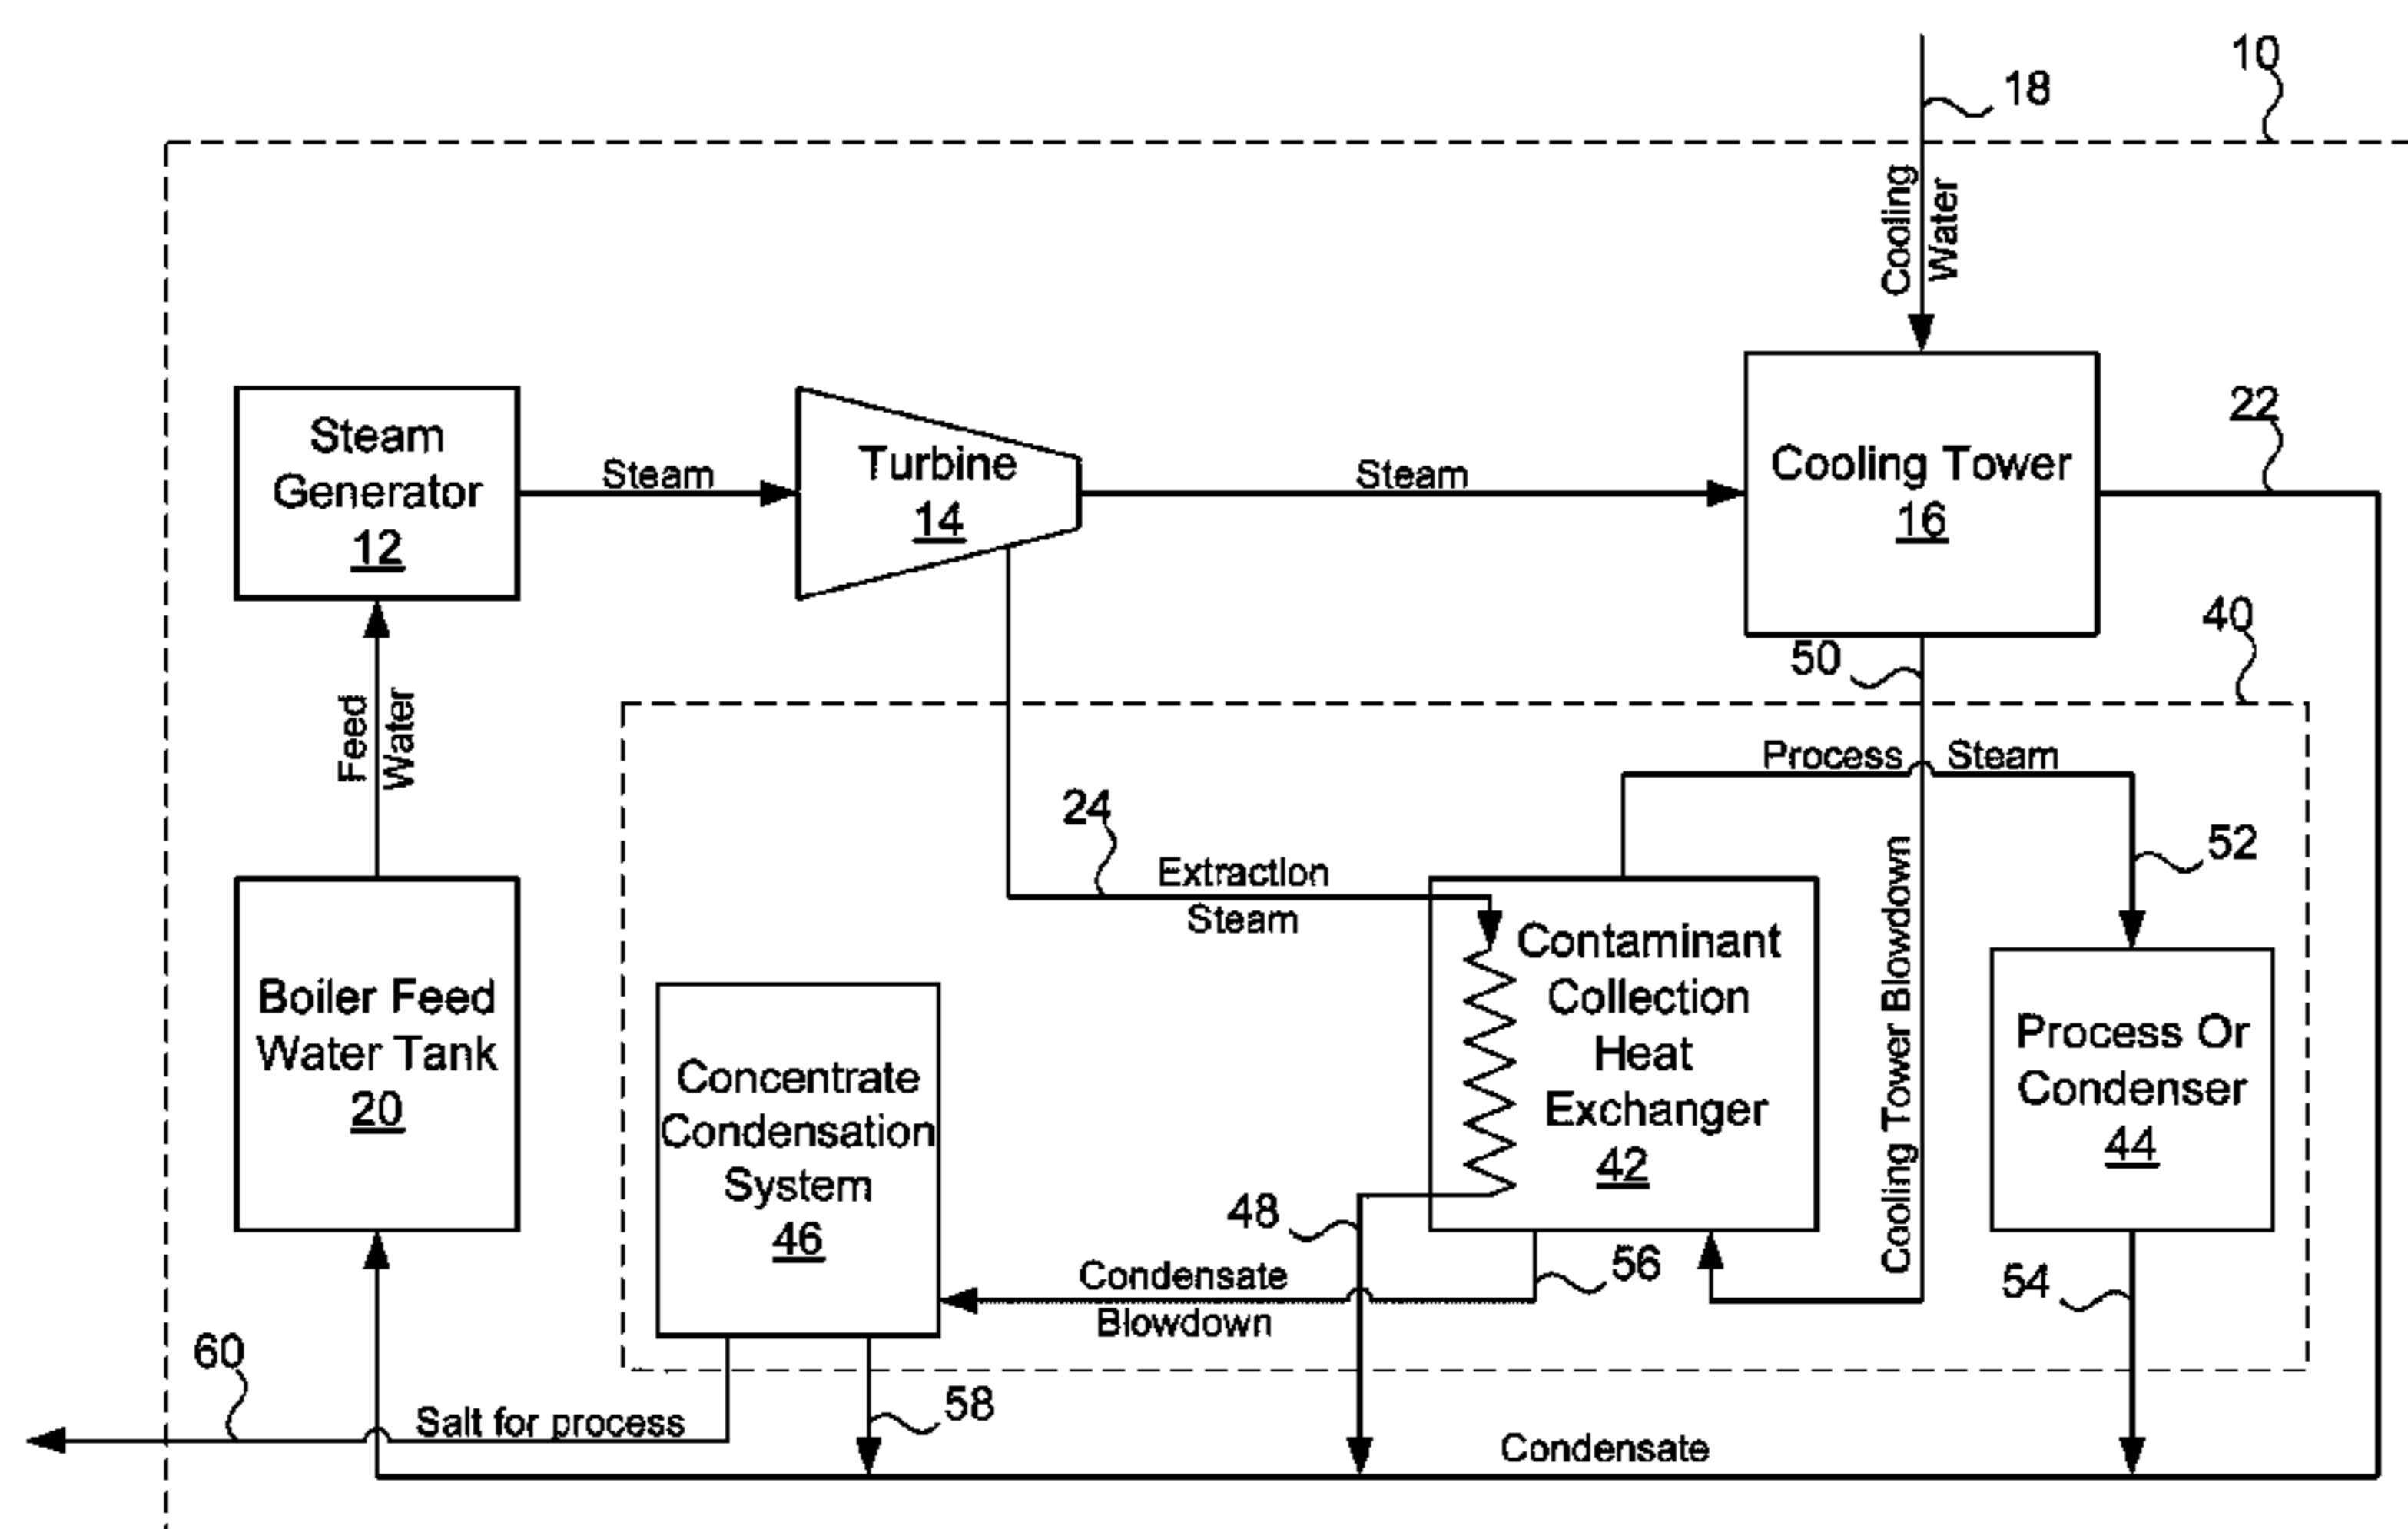 10
18
Cooling
Water
Steam
Generator
12
Steam
Turbine
14
Steam
Cooling Tower
16
22
40
50
Feed
Water
Process Steam
24
Extraction
Steam
52
Cooling Tower Blowdown
Boiler Feed
Water Tank
20
Concentrate
Condensation
System
46
Contaminant
Collection
Heat
Exchanger
42
Process Or
Condenser
44
48
56
54
Condensate
Blowdown
60
Salt for process
58
Condensate